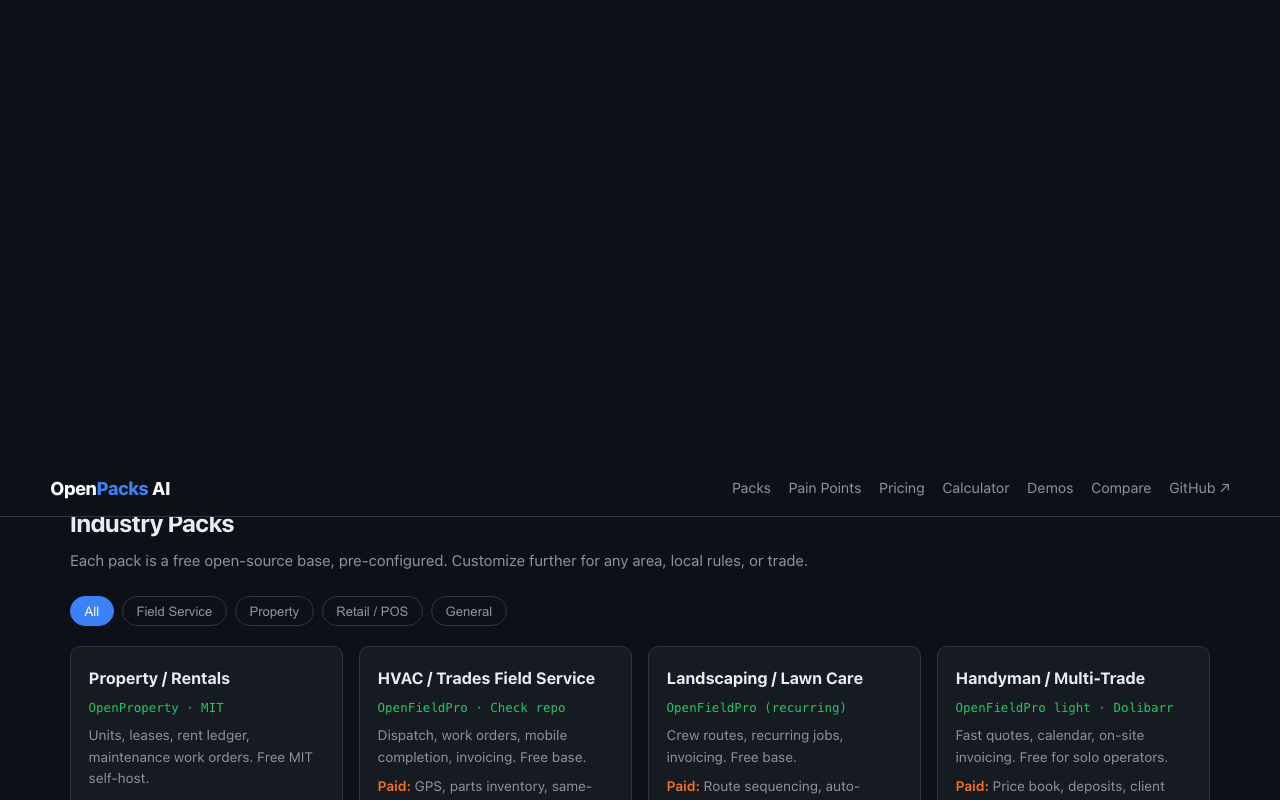 OpenPacks AI
Packs Pain Points Pricing Calculator Demos Compare GitHub ↗
Industry Packs
Each pack is a free open-source base, pre-configured. Customize further for any area, local rules, or trade.
All Field Service Property Retail / POS General
Property / Rentals
OpenProperty · MIT
Units, leases, rent ledger,
maintenance work orders. Free MIT
self-host.
HVAC / Trades Field Service
OpenFieldPro · Check repo
Dispatch, work orders, mobile
completion, invoicing. Free base.
Paid: GPS, parts inventory, same-
Landscaping / Lawn Care
OpenFieldPro (recurring)
Crew routes, recurring jobs,
invoicing. Free base.
Paid: Route sequencing, auto-
Handyman / Multi-Trade
OpenFieldPro light · Dolibarr
Fast quotes, calendar, on-site
invoicing. Free for solo operators.
Paid: Price book, deposits, client